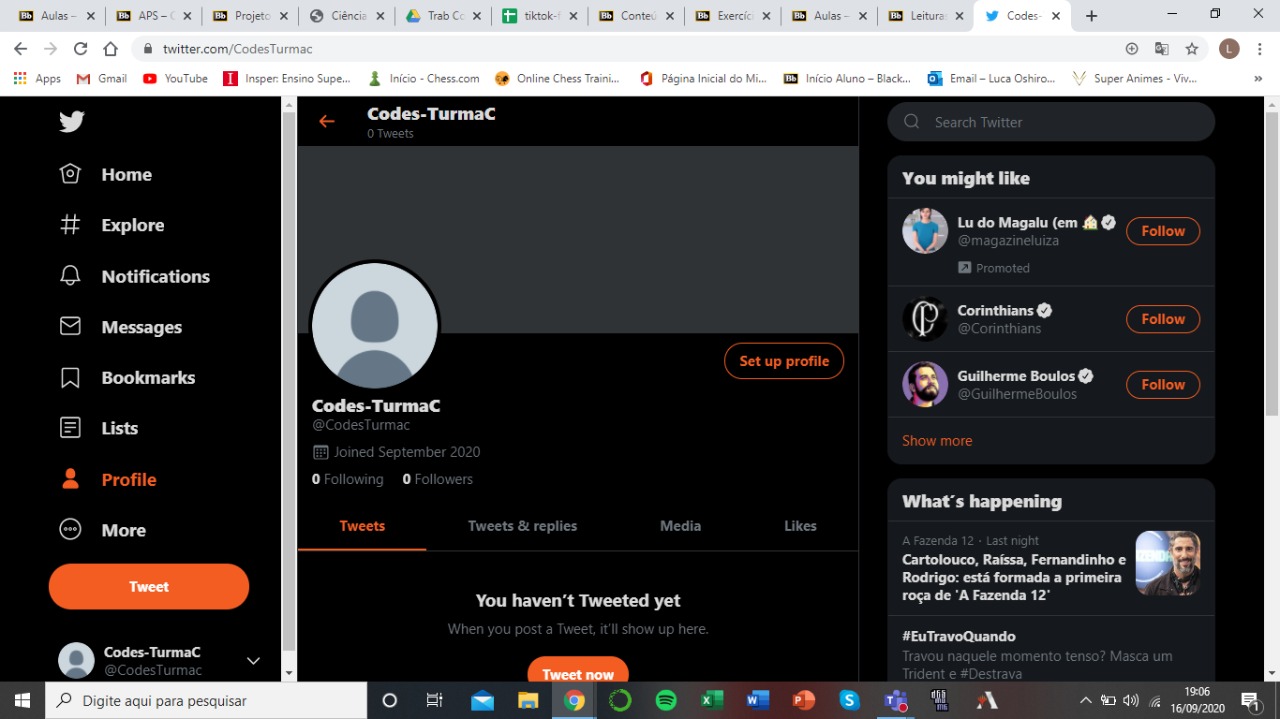 Aulas –
APS – C
Projeto
Ciência
Trab Co
tiktok-f
Conteú
Exercíc
Aulas –
Leituras
Codes-
twitter.com/CodesTurmac
L
Apps
Gmail
YouTube
Insper: Ensino Supe...
Início - Chess.com
Online Chess Traini...
Página Inicial do Mi...
Início Aluno – Black...
Email – Luca Oshiro...
Super Animes - Viv...
»
Home
Explore
Notifications
Messages
Bookmarks
Lists
Profile
More
Tweet
Codes-TurmaC
@CodesTurmac
Codes-TurmaC
0 Tweets
Set up profile
Codes-TurmaC
@CodesTurmac
Joined September 2020
0 Following 0 Followers
Tweets
Tweets & replies
Media
Likes
You haven't Tweeted yet
When you post a Tweet, it'll show up here.
Tweet now
Search Twitter
You might like
Lu do Magalu (em
@magazineluiza
Promoted
Follow
Corinthians
@Corinthians
Follow
Guilherme Boulos
@GuilhermeBoulos
Follow
Show more
What´s happening
A Fazenda 12 · Last night
Cartolouco, Raíssa, Fernandinho e
Rodrigo: está formada a primeira
roça de 'A Fazenda 12'
#EuTravoQuando
Travou naquele momento tenso? Masca um
Trident e #Destrava
Digite aqui para pesquisar
19:06
16/09/2020
1